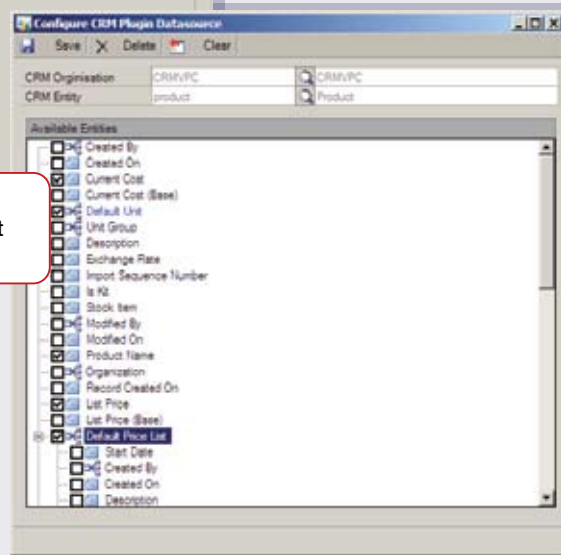 Configure CRM Plugin Datasource
Save Delete Clear
CRM Orginisation CRMVPC CRMVPC
CRM Entity product Product
Available Entities
Created By
Created On
Current Cost
Current Cost (Base)
Default Unit
Unit Group
Description
Exchange Rate
Import Sequence Number
Is Kit
Stock Item
Modified By
Modified On
Product Name
Organization
Record Created On
List Price
List Price (Base)
Default Price List
Start Date
Created By
Created On
Description
t